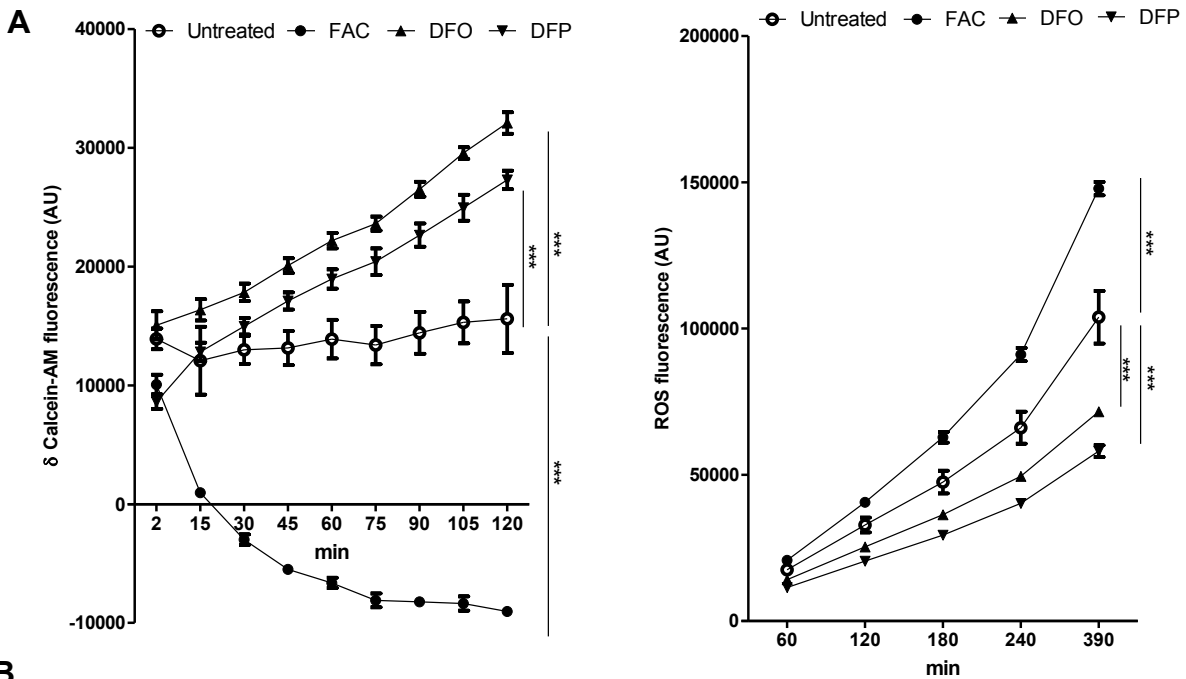 A
Untreated FAC DFO DFP
δ Calcein-AM fluorescence (AU)
40000
30000
20000
10000
0
-10000
2 15 30 45 60 75 90 105 120
min
***
***
***
Untreated FAC DFO DFP
ROS fluorescence (AU)
200000
150000
100000
50000
0
60 120 180 240 390
min
***
***
***
B